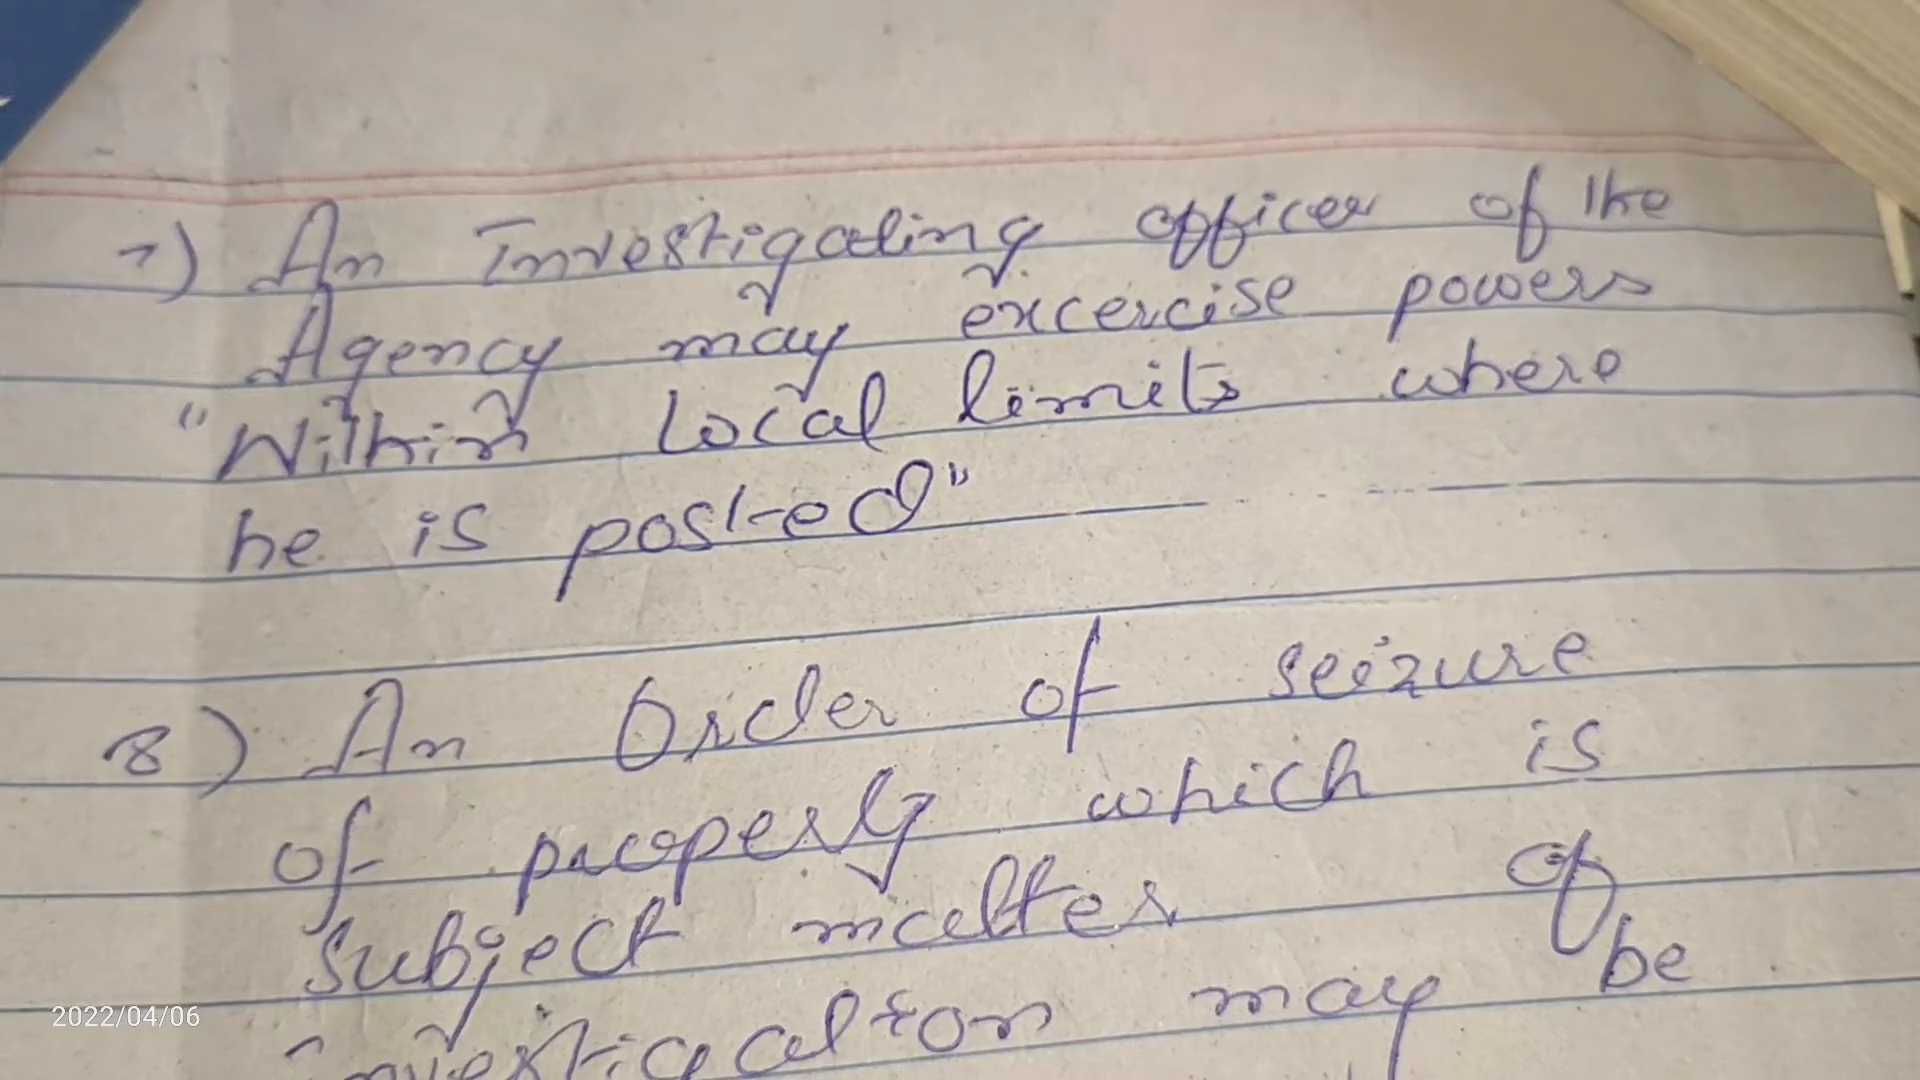 7) An Investigating officer of the
Agency may excercise powers
"Within Local limits where
he is posted"
8) An Order of seizure
of property which is
subject matter of
investigation may be
2022/04/06